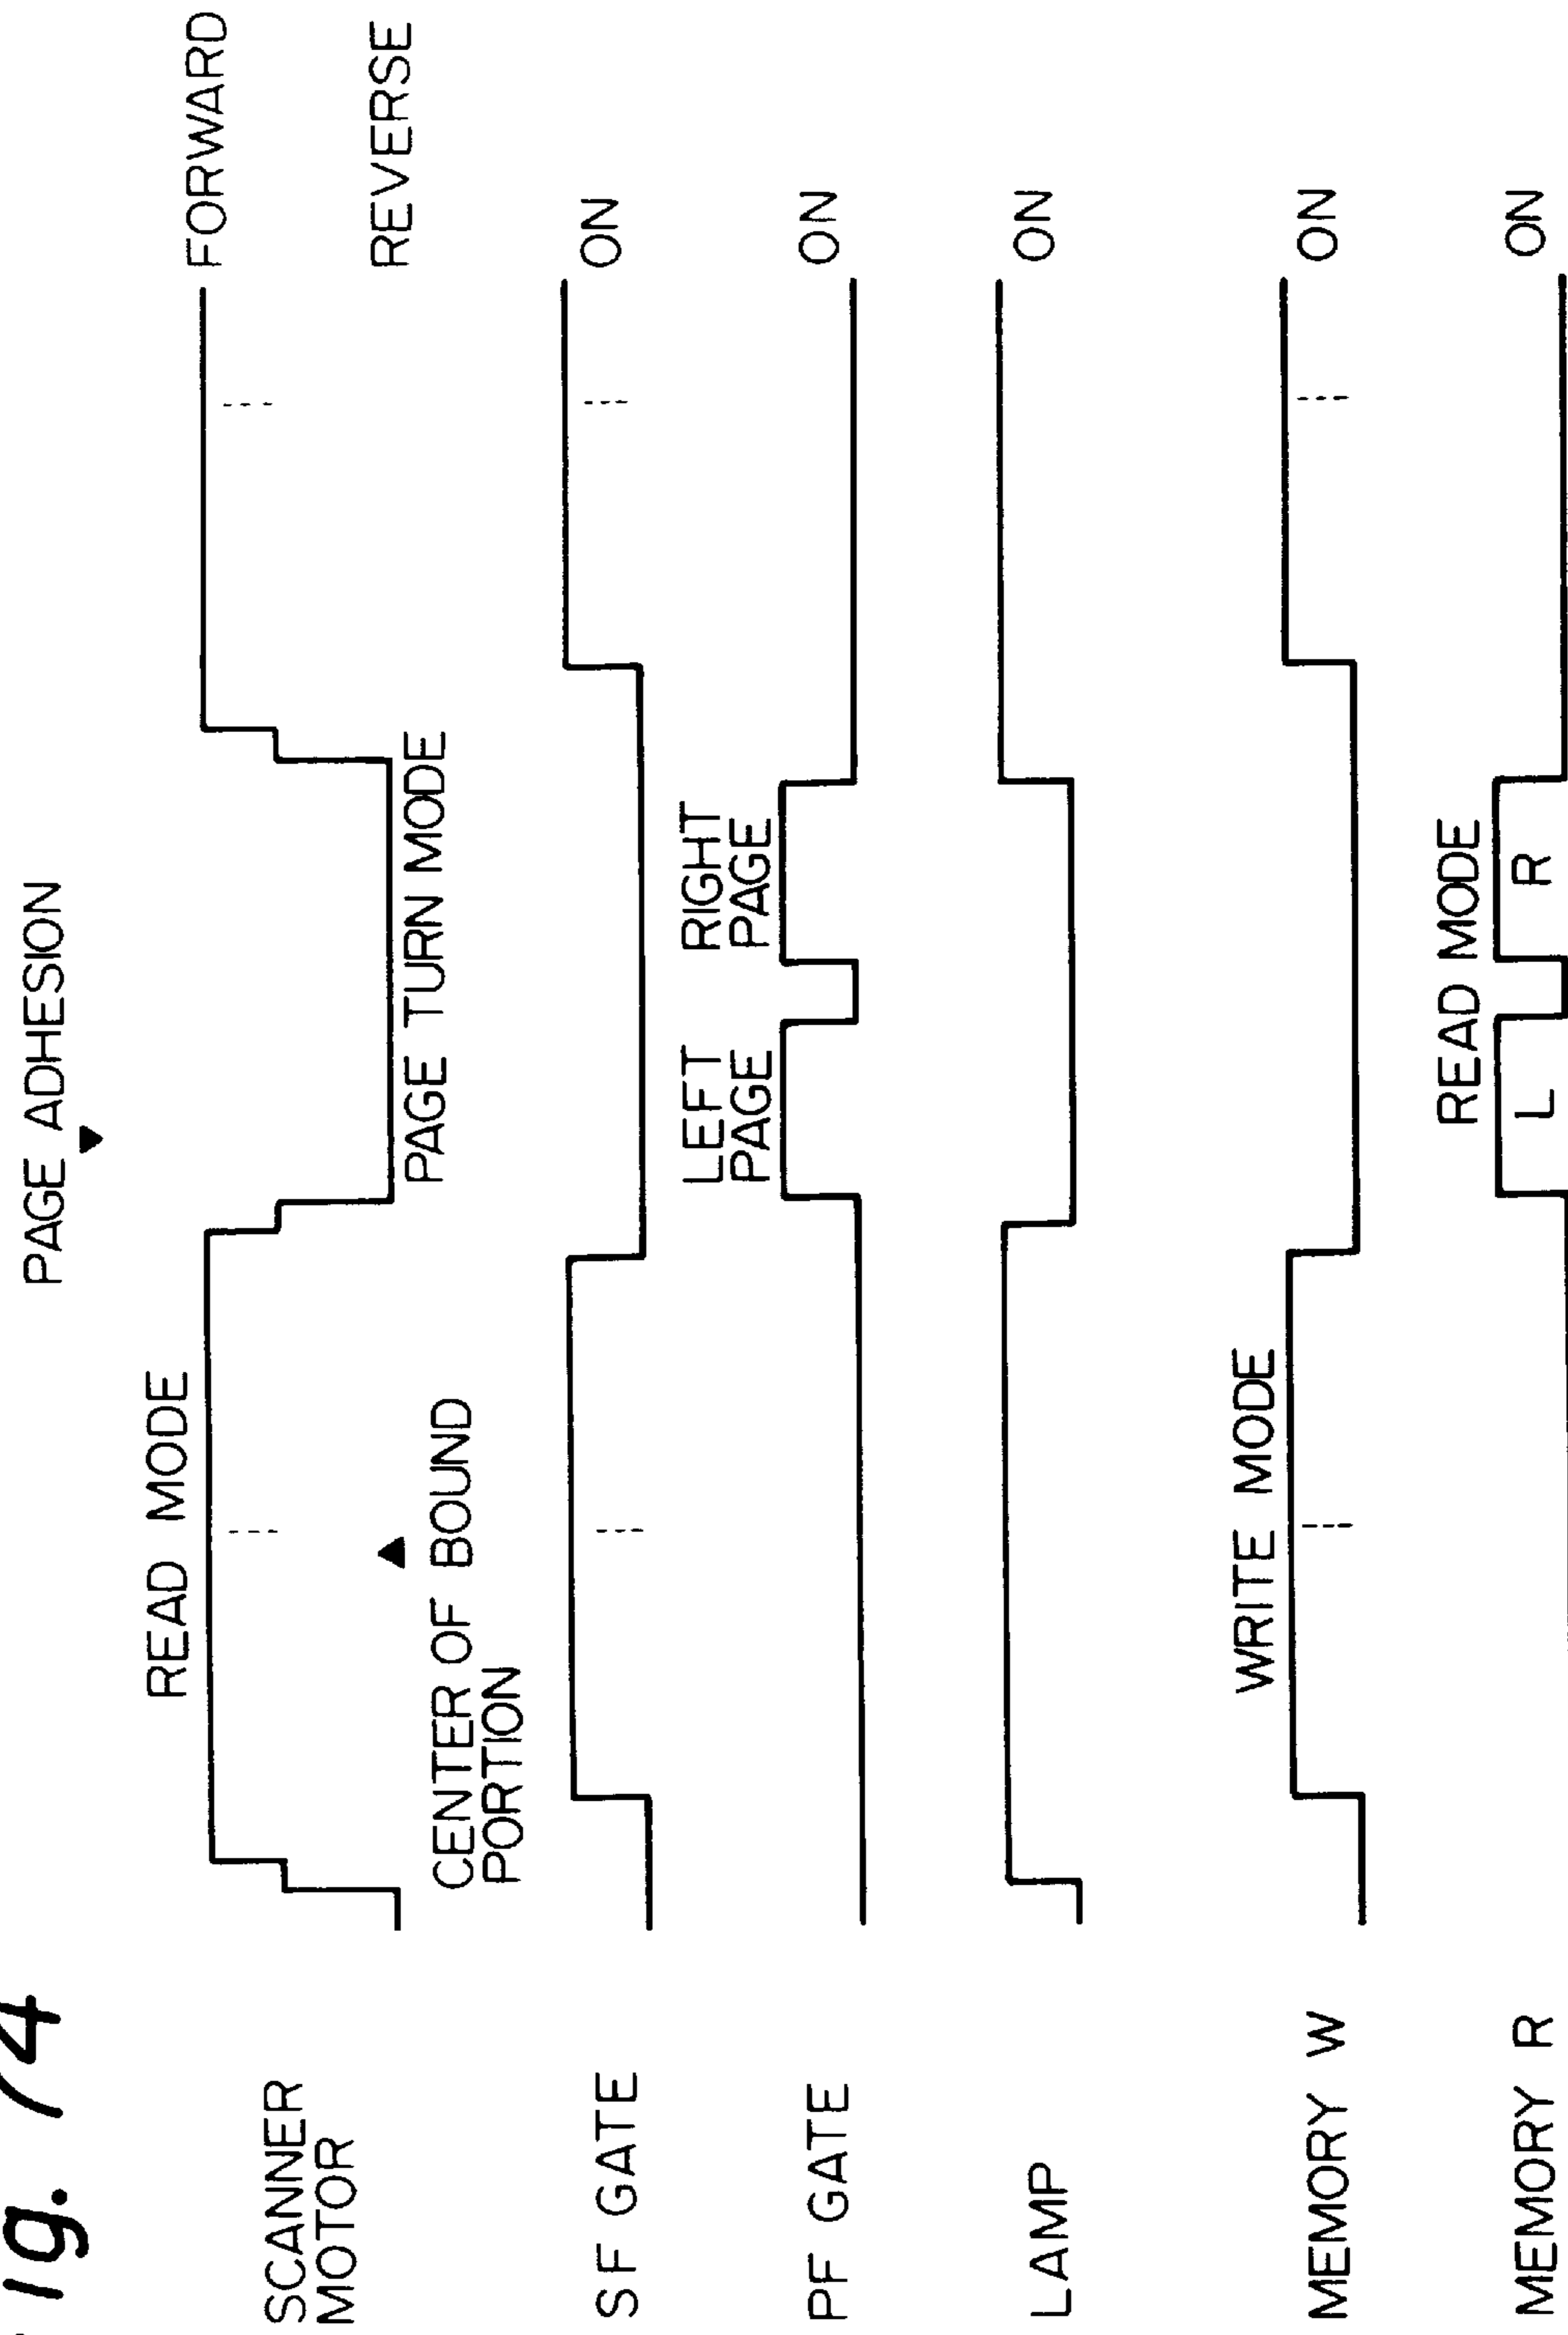 ig. 74
PAGE ADHESION
READ MODE
FORWARD
SCANNER
MOTOR
REVERSE
PAGE TURN MODE
CENTER OF BOUND
PORTION
SF GATE
ON
LEFT
PAGE
RIGHT
PAGE
PF GATE
ON
LAMP
ON
WRITE MODE
MEMORY W
ON
READ MODE
L
R
MEMORY R
ON